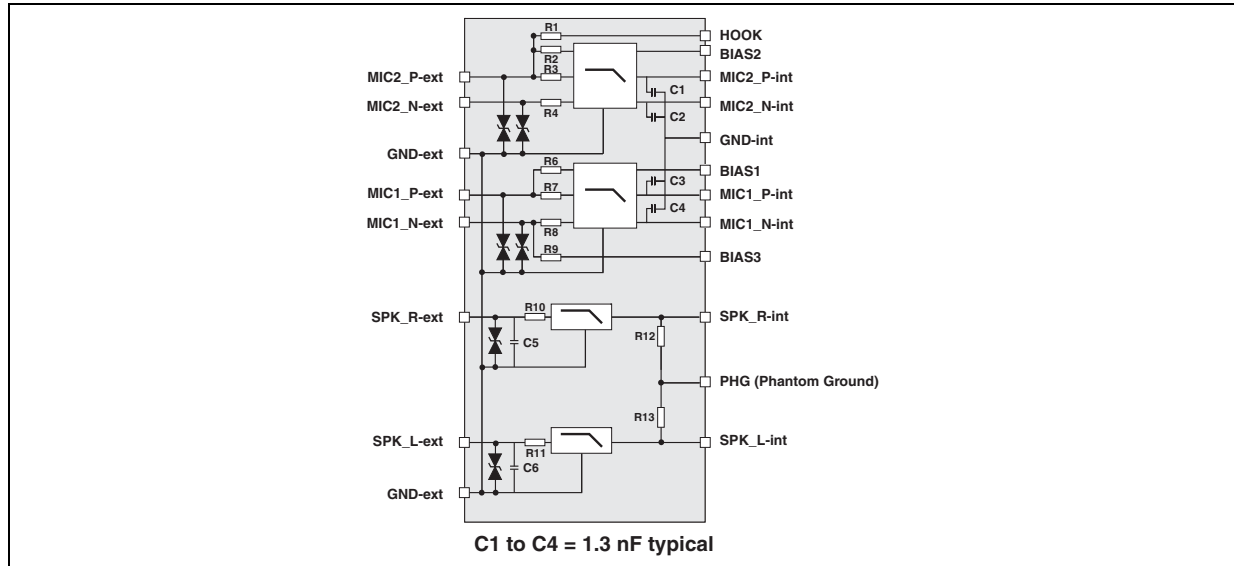 R1
HOOK
R2
BIAS2
R3
MIC2_P-ext
MIC2_P-int
C1
MIC2_N-ext
MIC2_N-int
R4
C2
GND-int
GND-ext
R6
BIAS1
C3
MIC1_P-ext
R7
MIC1_P-int
C4
MIC1_N-ext
MIC1_N-int
R8
R9
BIAS3
R10
SPK_R-ext
SPK_R-int
R12
C5
PHG (Phantom Ground)
R13
SPK_L-ext
SPK_L-int
R11
C6
GND-ext
C1 to C4 = 1.3 nF typical